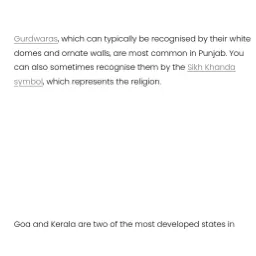 Gurdwaras, which can typically be recognised by their white
domes and ornate walls, are most common in Punjab. You
can also sometimes recognise them by the Sikh Khanda
symbol, which represents the religion.
Goa and Kerala are two of the most developed states in